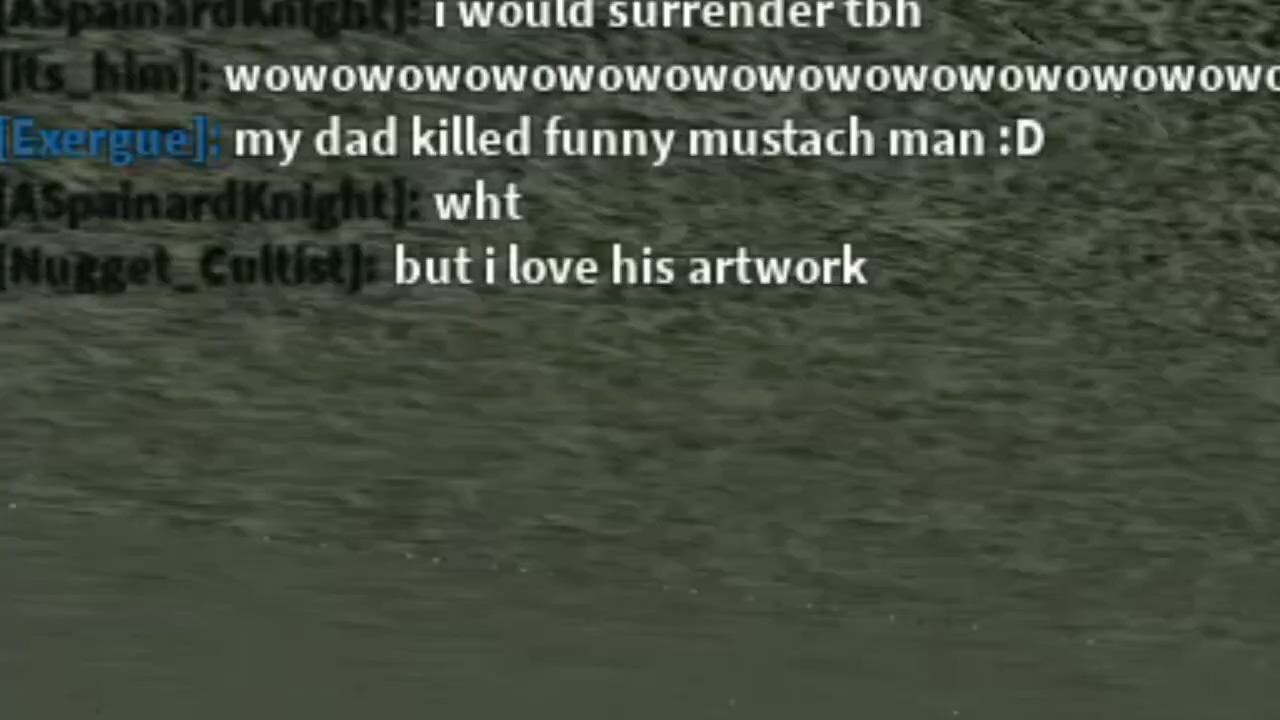 [ASpainardKnight]: i would surrender tbh
[its_him]: wowowowowowowowowowowowowowowowo
[Exergue]: my dad killed funny mustach man :D
[ASpainardKnight]: wht
[Nugget_Cultist]: but i love his artwork